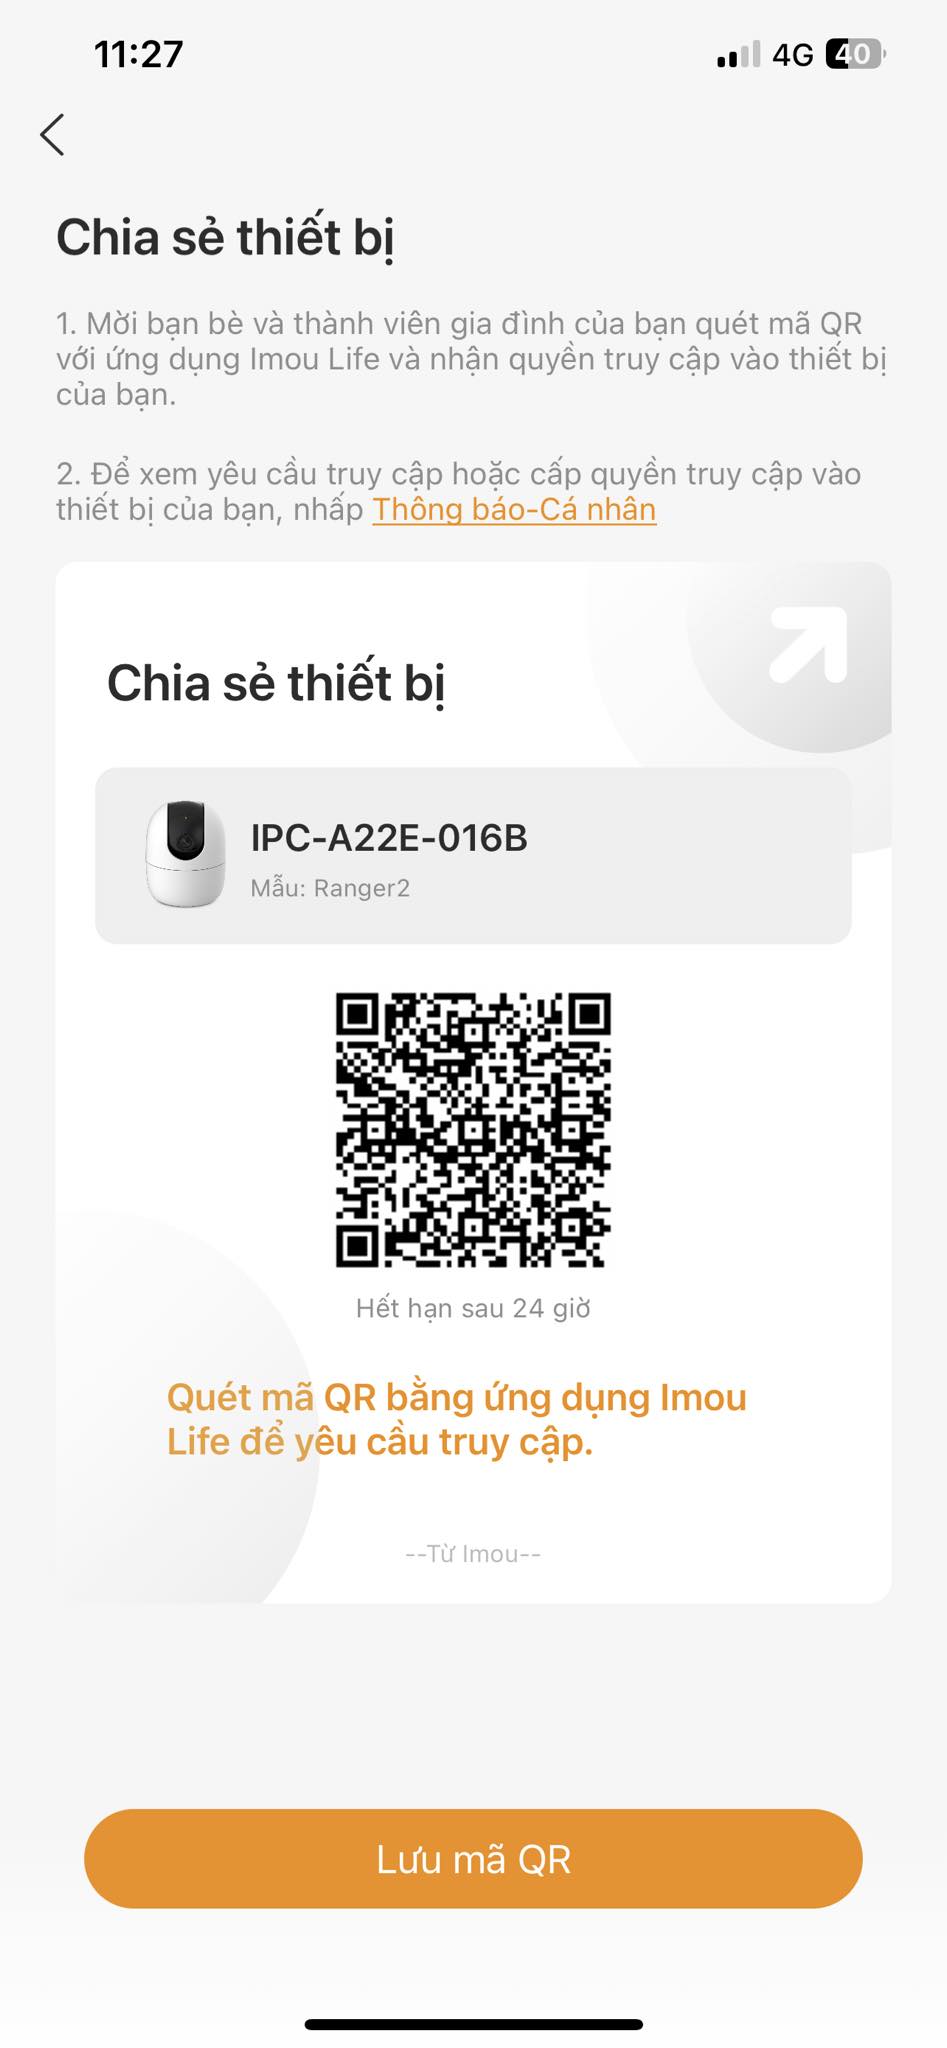 11:27
4G 40
Chia sẻ thiết bị
1. Mời bạn bè và thành viên gia đình của bạn quét mã QR
với ứng dụng Imou Life và nhận quyền truy cập vào thiết bị
của bạn.
2. Để xem yêu cầu truy cập hoặc cấp quyền truy cập vào
thiết bị của bạn, nhấp Thông báo-Cá nhân
Chia sẻ thiết bị
IPC-A22E-016B
Mẫu: Ranger2
Hết hạn sau 24 giờ
Quét mã QR bằng ứng dụng Imou
Life để yêu cầu truy cập.
--Từ Imou--
Lưu mã QR